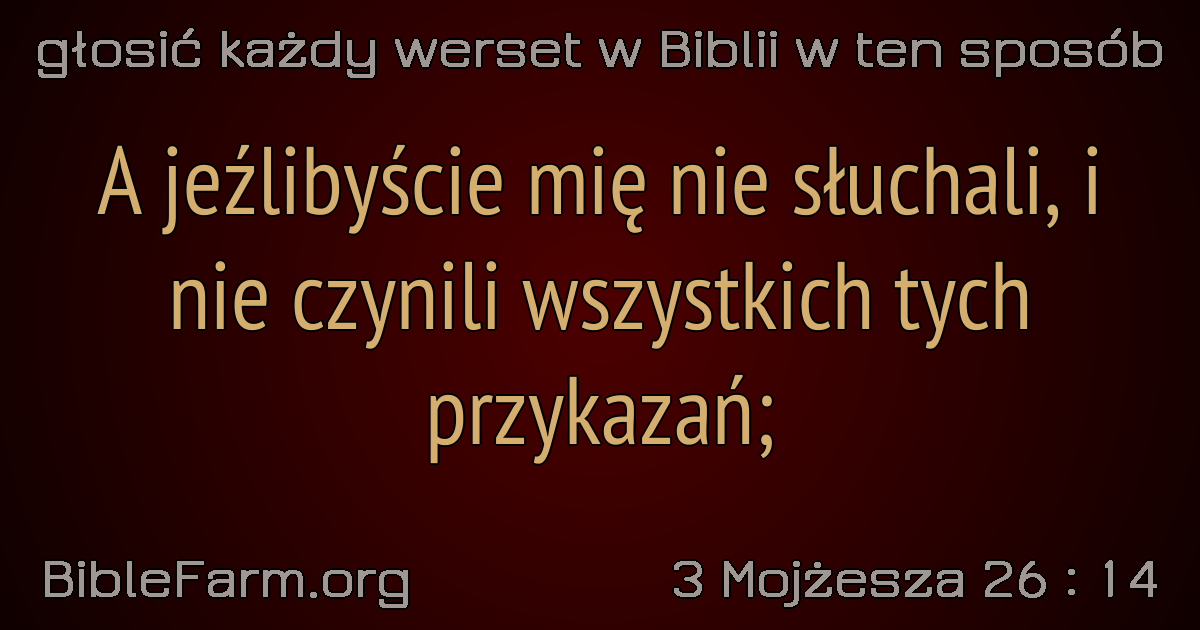 głosić każdy werset w Biblii w ten sposób
A jeźlibyście mię nie słuchali, i
nie czynili wszystkich tych
przykazań;
BibleFarm.org
3 Mojżesza 26 : 14